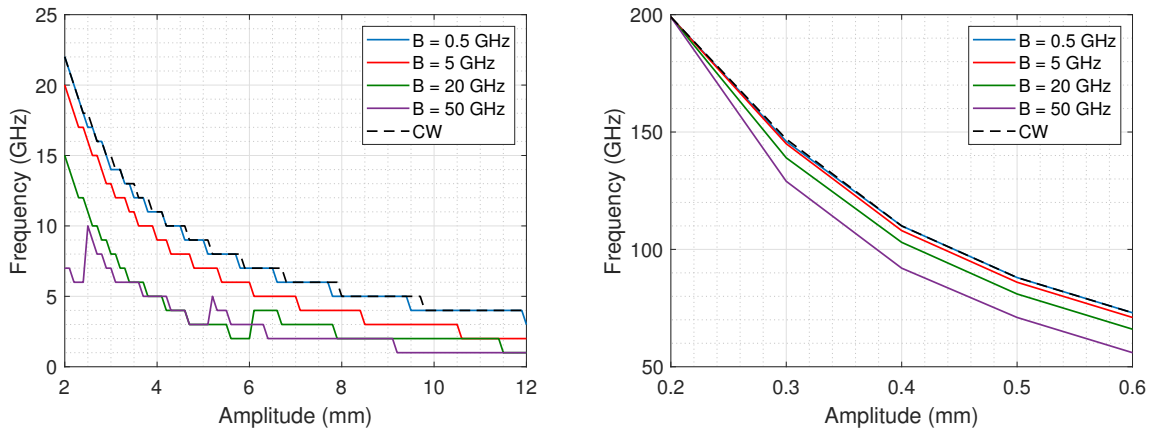 25
20
15
10
5
0
Frequency (GHz)
2
4
6
8
10
12
Amplitude (mm)
B = 0.5 GHz
B = 5 GHz
B = 20 GHz
B = 50 GHz
CW
200
150
100
50
Frequency (GHz)
0.2
0.3
0.4
0.5
0.6
Amplitude (mm)
B = 0.5 GHz
B = 5 GHz
B = 20 GHz
B = 50 GHz
CW